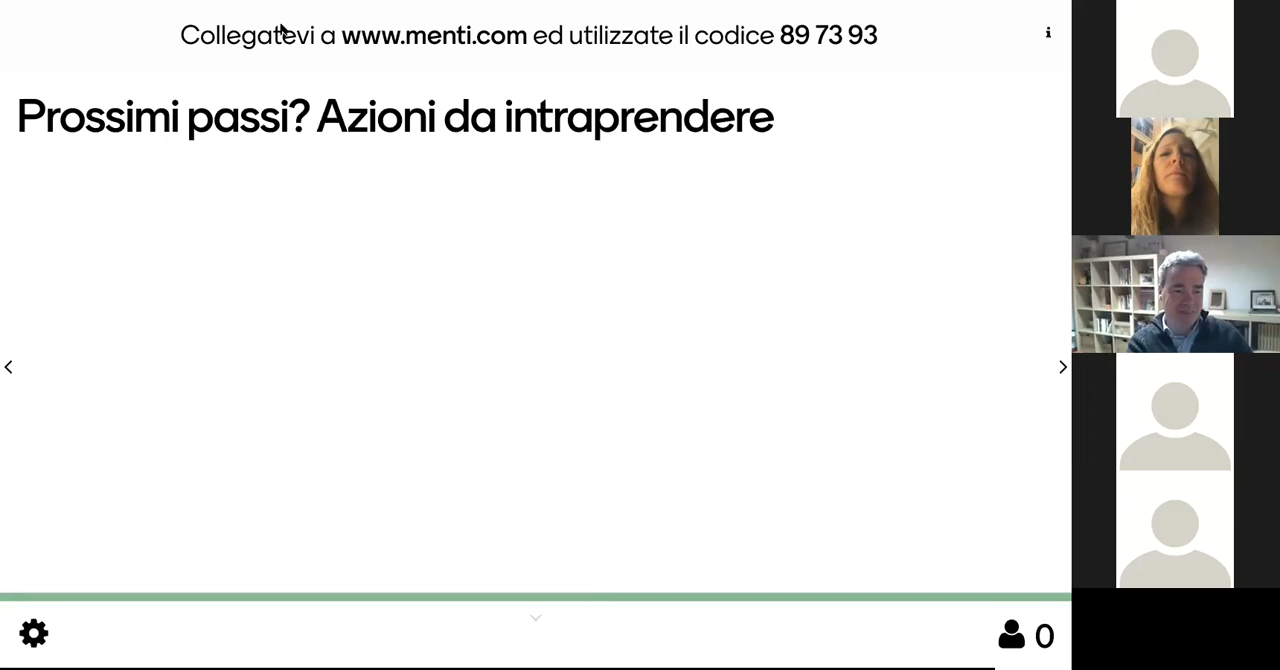 Collegatevi a www.menti.com ed utilizzate il codice 89 73 93
Prossimi passi? Azioni da intraprendere
0